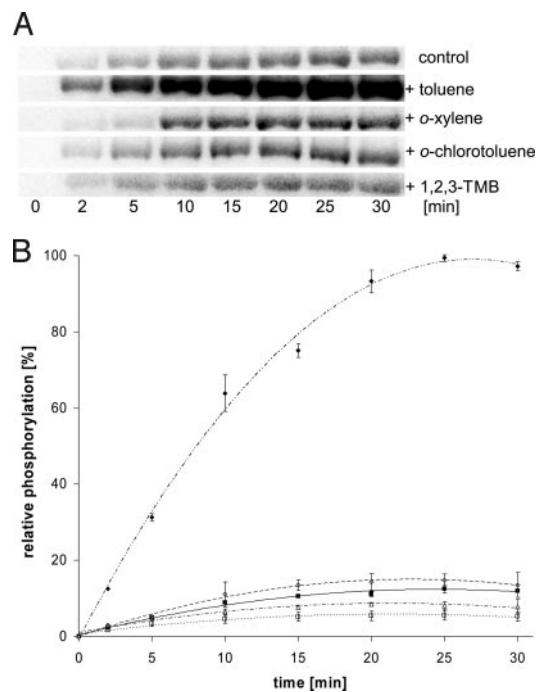 A
control
+ toluene
+ o-xylene
+ o-chlorotoluene
+ 1,2,3-TMB
0 2 5 10 15 20 25 30 [min]
B
relative phosphorylation [%]
100
80
60
40
20
0
0 5 10 15 20 25 30
time [min]